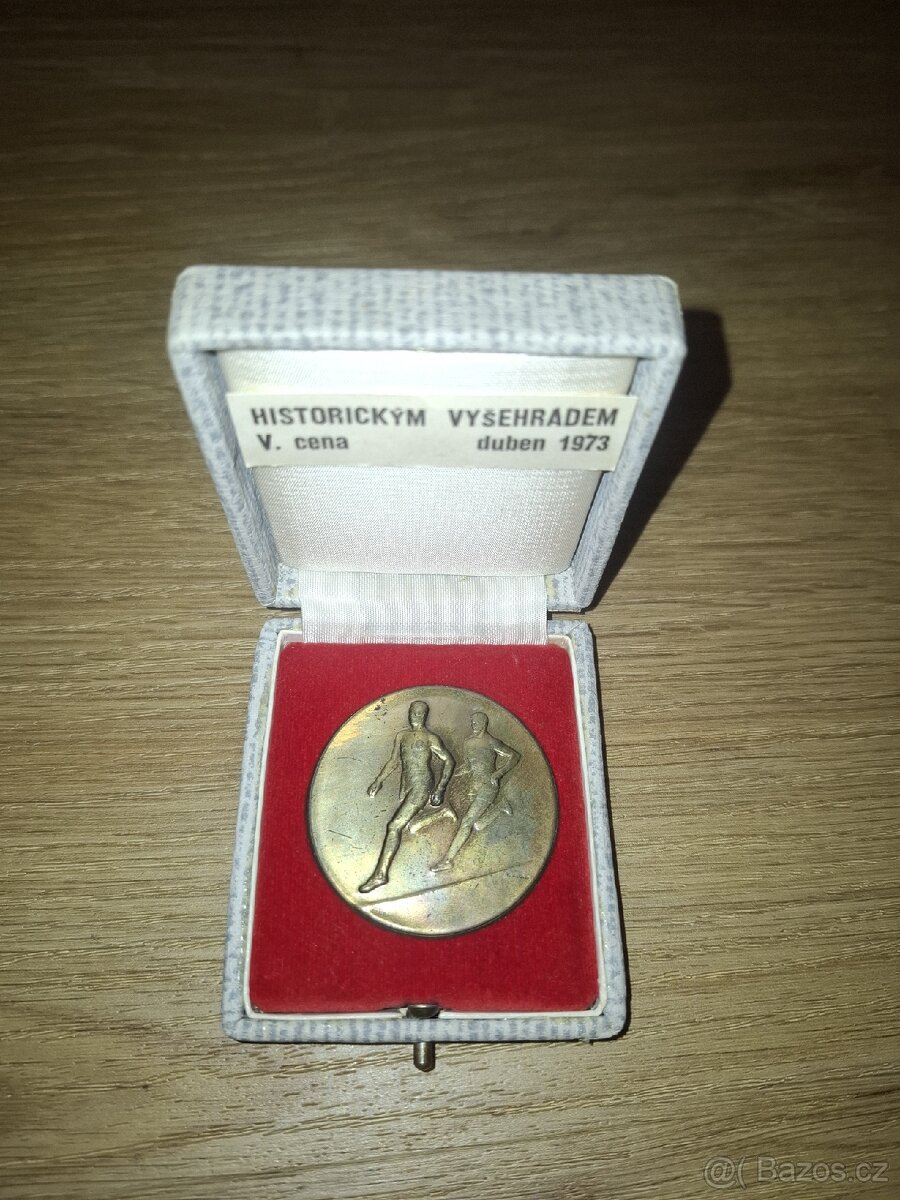 HISTORICKÝM VYŠEHRADEM
V. cena duben 1973
@( Bazos.cz